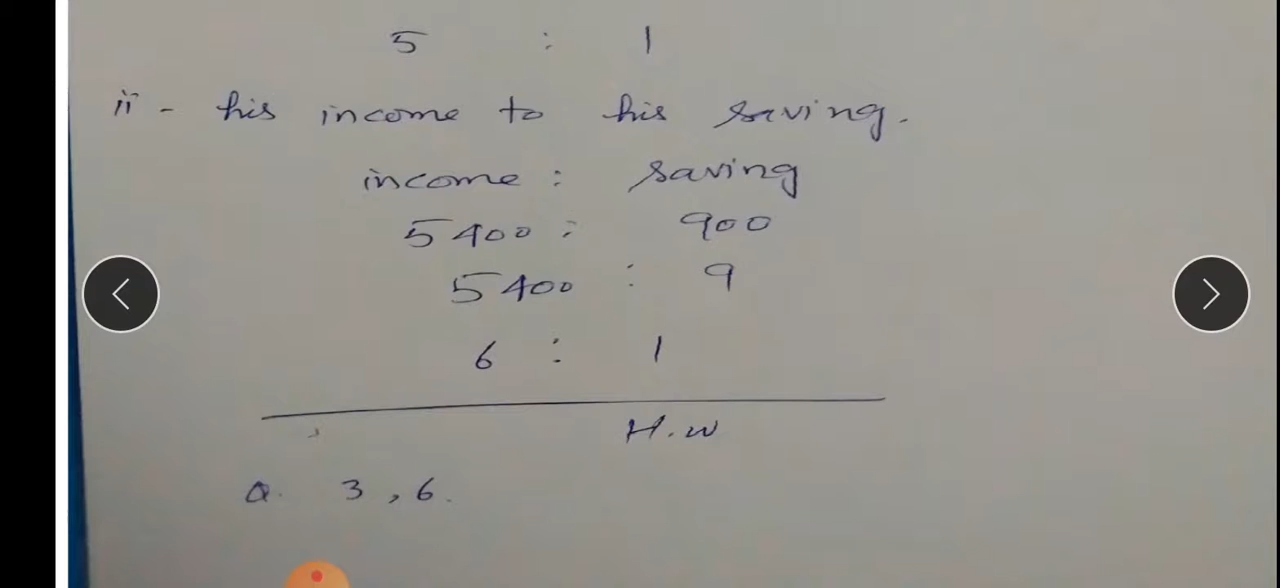 5 : 1
ii - his income to his saving.
income : saving
5400 : 900
5400 : 9
6 : 1
H.W
Q. 3, 6.